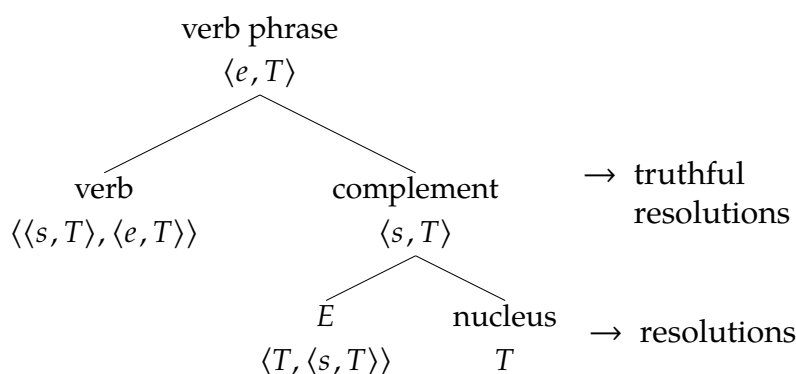 verb phrase
⟨e, T⟩
verb complement → truthful
resolutions
⟨⟨s, T⟩, ⟨e, T⟩⟩ ⟨s, T⟩
E nucleus → resolutions
⟨T, ⟨s, T⟩⟩ T